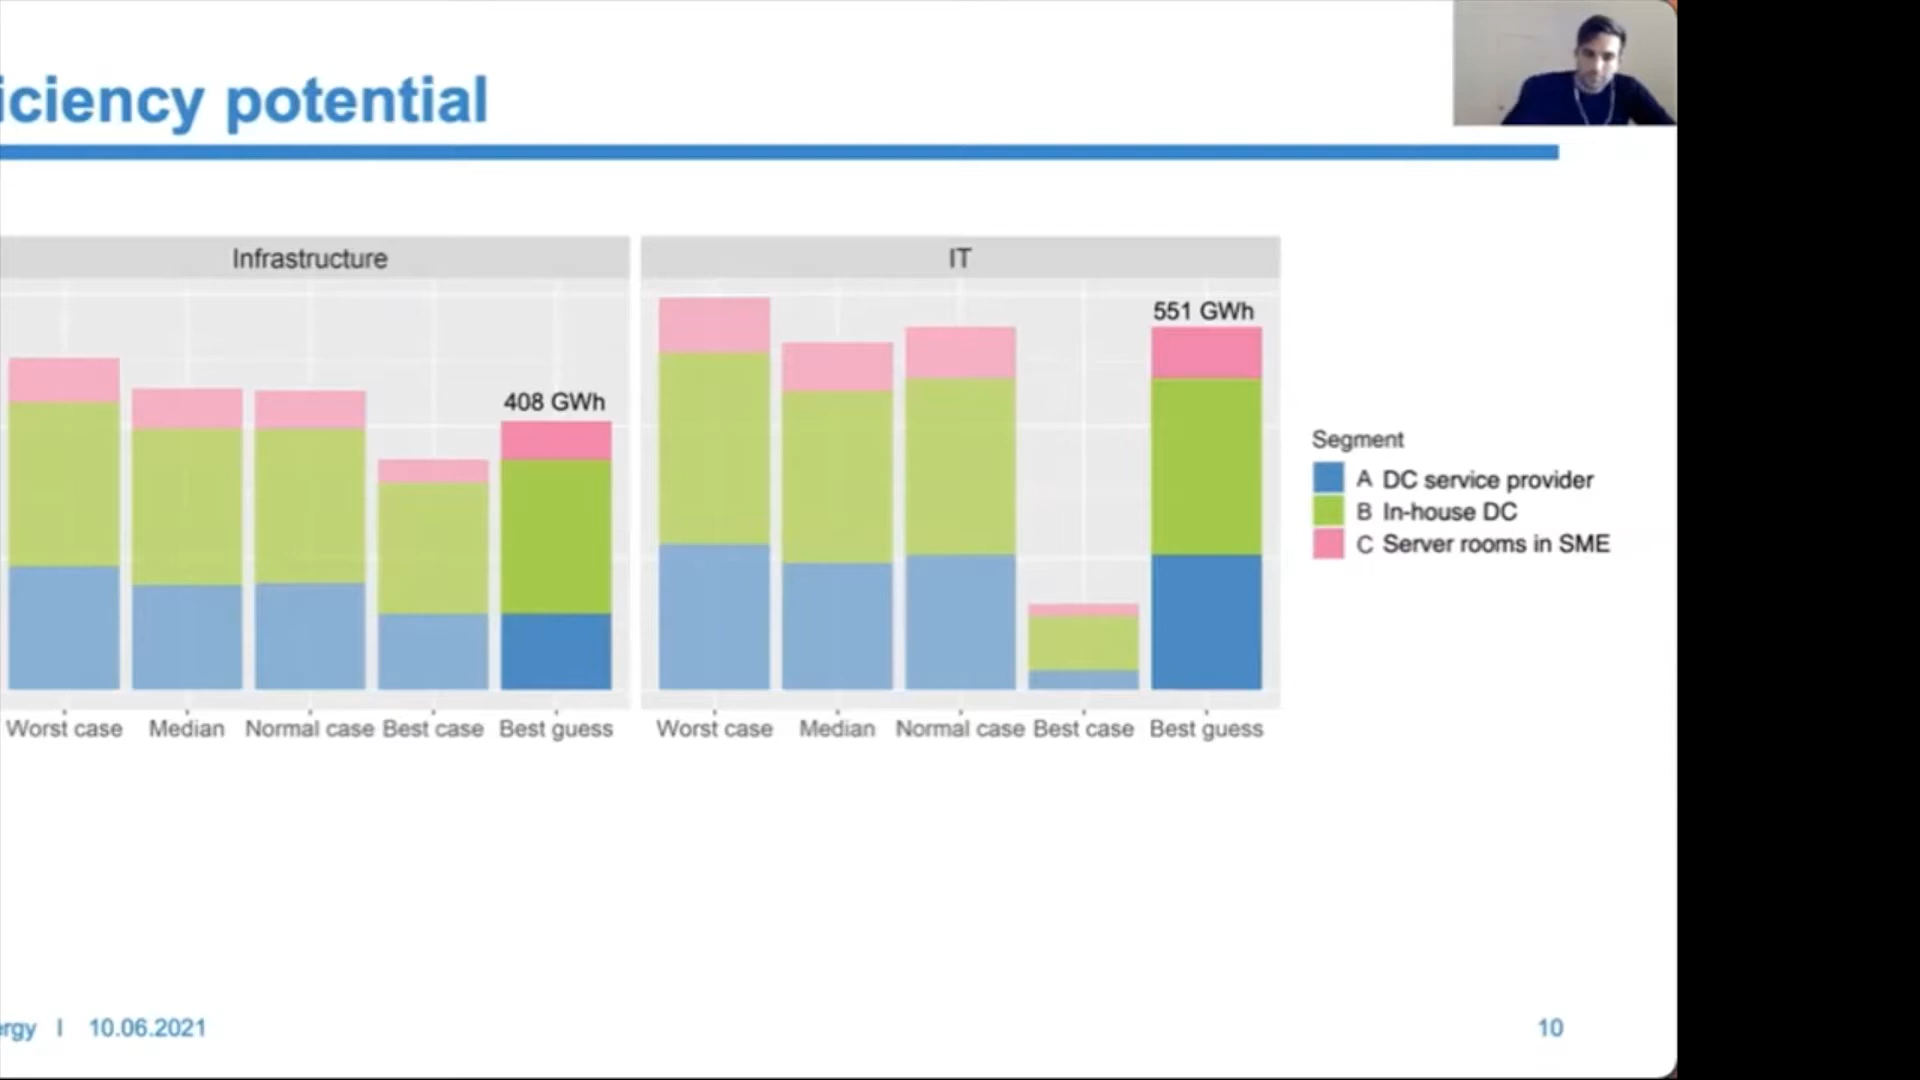 iciency potential
Infrastructure
IT
551 GWh
408 GWh
Segment
A DC service provider
B In-house DC
C Server rooms in SME
Worst case Median Normal case Best case Best guess
Worst case Median Normal case Best case Best guess
ergy | 10.06.2021
10